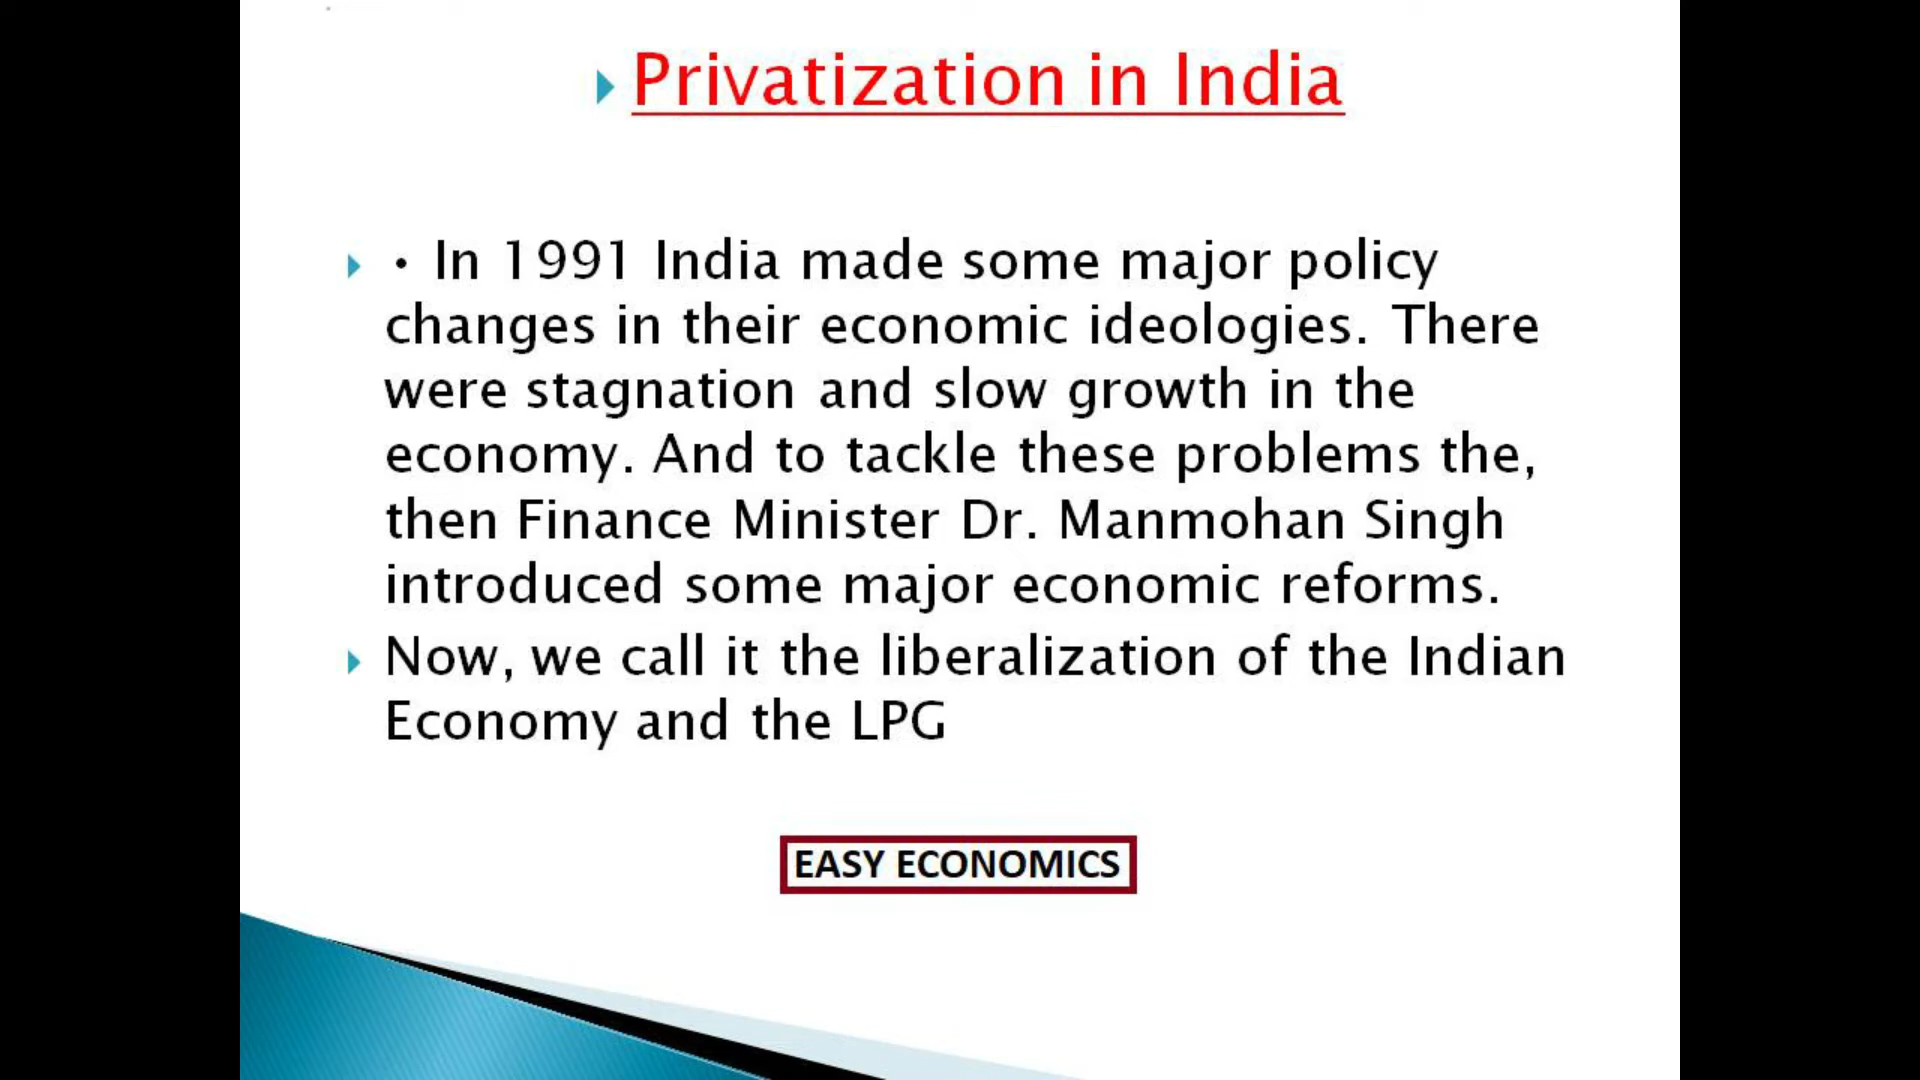 Privatization in India
• In 1991 India made some major policy
changes in their economic ideologies. There
were stagnation and slow growth in the
economy. And to tackle these problems the,
then Finance Minister Dr. Manmohan Singh
introduced some major economic reforms.
Now, we call it the liberalization of the Indian
Economy and the LPG
EASY ECONOMICS